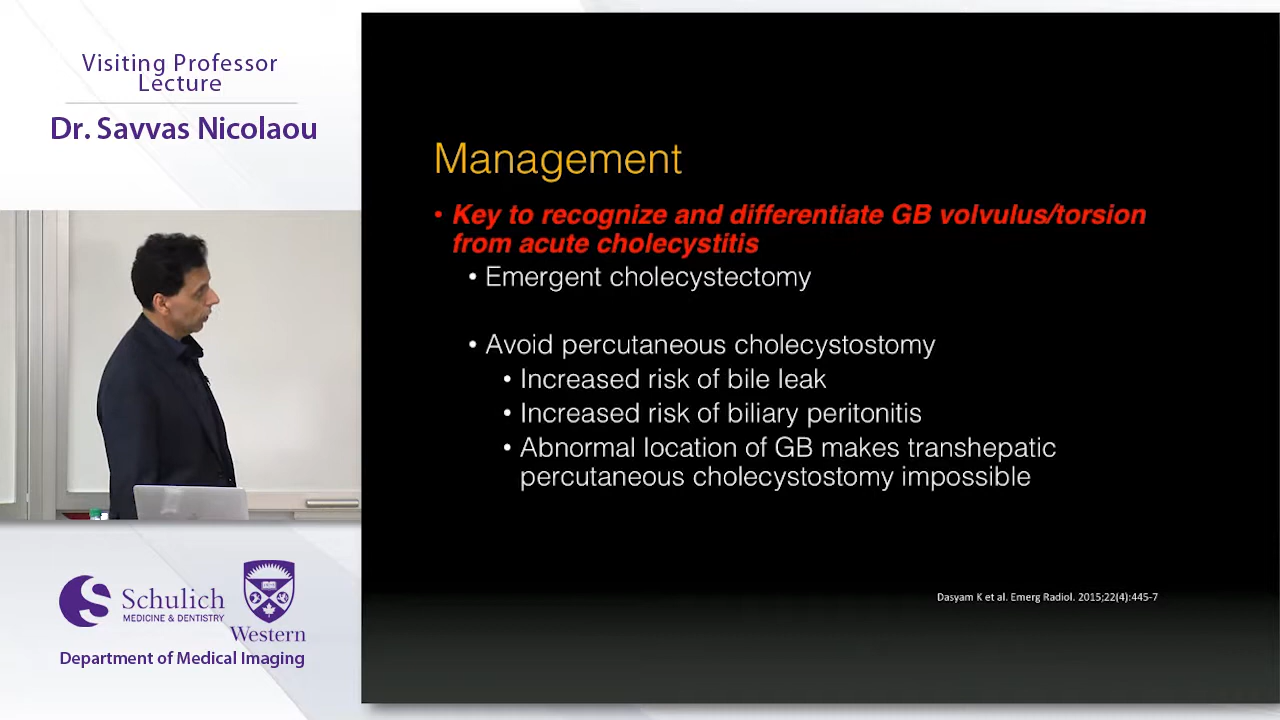 Visiting Professor
Lecture
Dr. Savvas Nicolaou
Management
• Key to recognize and differentiate GB volvulus/torsion
from acute cholecystitis
• Emergent cholecystectomy
• Avoid percutaneous cholecystostomy
• Increased risk of bile leak
• Increased risk of biliary peritonitis
• Abnormal location of GB makes transhepatic
percutaneous cholecystostomy impossible
Dasyam K et al. Emerg Radiol. 2015;22(4):445-7
Schulich
MEDICINE & DENTISTRY
Western
Department of Medical Imaging